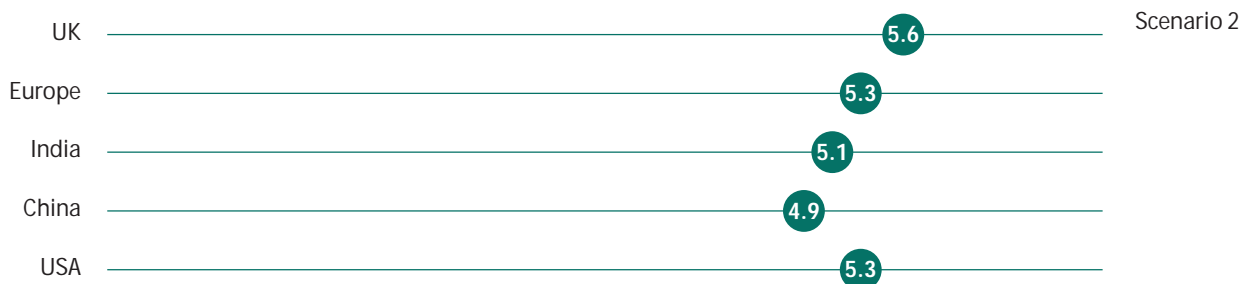 UK 5.6 Scenario 2
Europe 5.3
India 5.1
China 4.9
USA 5.3